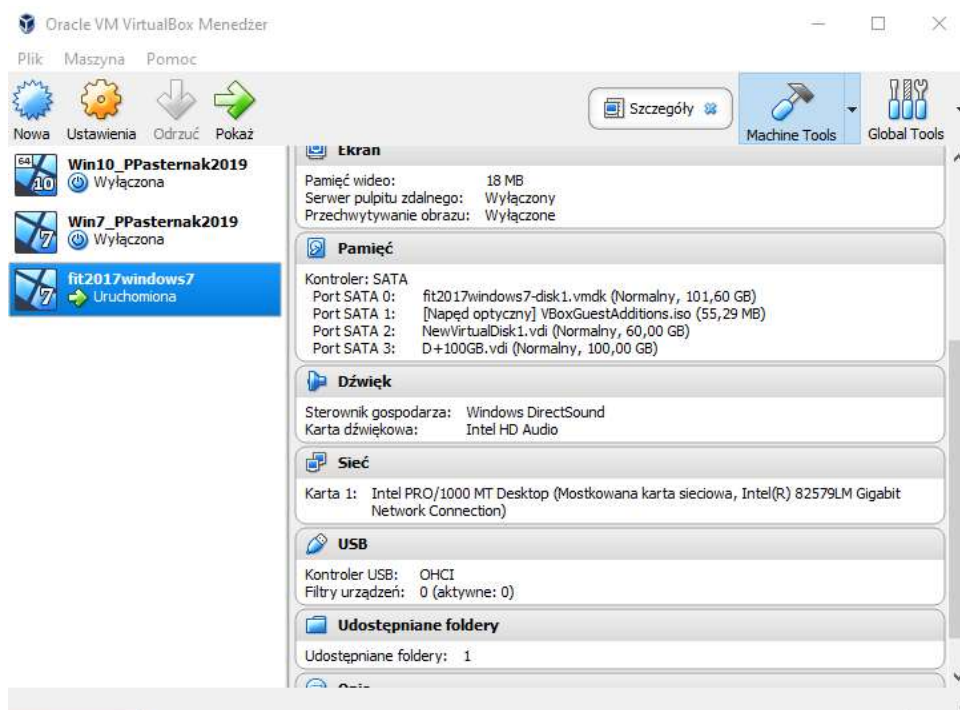 Oracle VM VirtualBox Menedżer
Plik Maszyna Pomoc
Nowa Ustawienia Odrzuć Pokaż
Szczegóły
Machine Tools
Global Tools
64
10
Win10_PPasternak2019
Wyłączona
7
Win7_PPasternak2019
Wyłączona
7
fit2017windows7
Uruchomiona
Ekran
Pamięć wideo: 18 MB
Serwer pulpitu zdalnego: Wyłączony
Przechwytywanie obrazu: Wyłączone
Pamięć
Kontroler: SATA
Port SATA 0: fit2017windows7-disk1.vmdk (Normalny, 101,60 GB)
Port SATA 1: [Napęd optyczny] VBoxGuestAdditions.iso (55,29 MB)
Port SATA 2: NewVirtualDisk1.vdi (Normalny, 60,00 GB)
Port SATA 3: D+100GB.vdi (Normalny, 100,00 GB)
Dźwięk
Sterownik gospodarza: Windows DirectSound
Karta dźwiękowa: Intel HD Audio
Sieć
Karta 1: Intel PRO/1000 MT Desktop (Mostkowana karta sieciowa, Intel(R) 82579LM Gigabit
Network Connection)
USB
Kontroler USB: OHCI
Filtry urządzeń: 0 (aktywne: 0)
Udostępniane foldery
Udostępniane foldery: 1